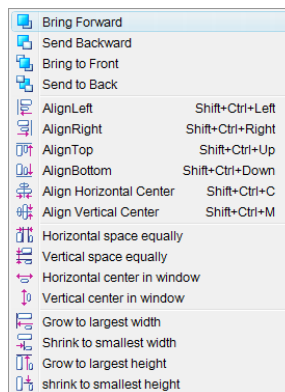 Bring Forward
Send Backward
Bring to Front
Send to Back
AlignLeft Shift+Ctrl+Left
AlignRight Shift+Ctrl+Right
AlignTop Shift+Ctrl+Up
AlignBottom Shift+Ctrl+Down
Align Horizontal Center Shift+Ctrl+C
Align Vertical Center Shift+Ctrl+M
Horizontal space equally
Vertical space equally
Horizontal center in window
Vertical center in window
Grow to largest width
Shrink to smallest width
Grow to largest height
shrink to smallest height